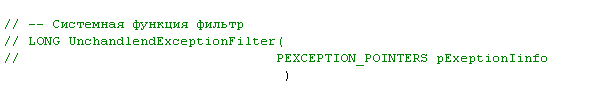 // -- Системная функция фильтр
// LONG UnchandlendExceptionFilter(
// PEXCEPTION_POINTERS pExeptionIinfo
)